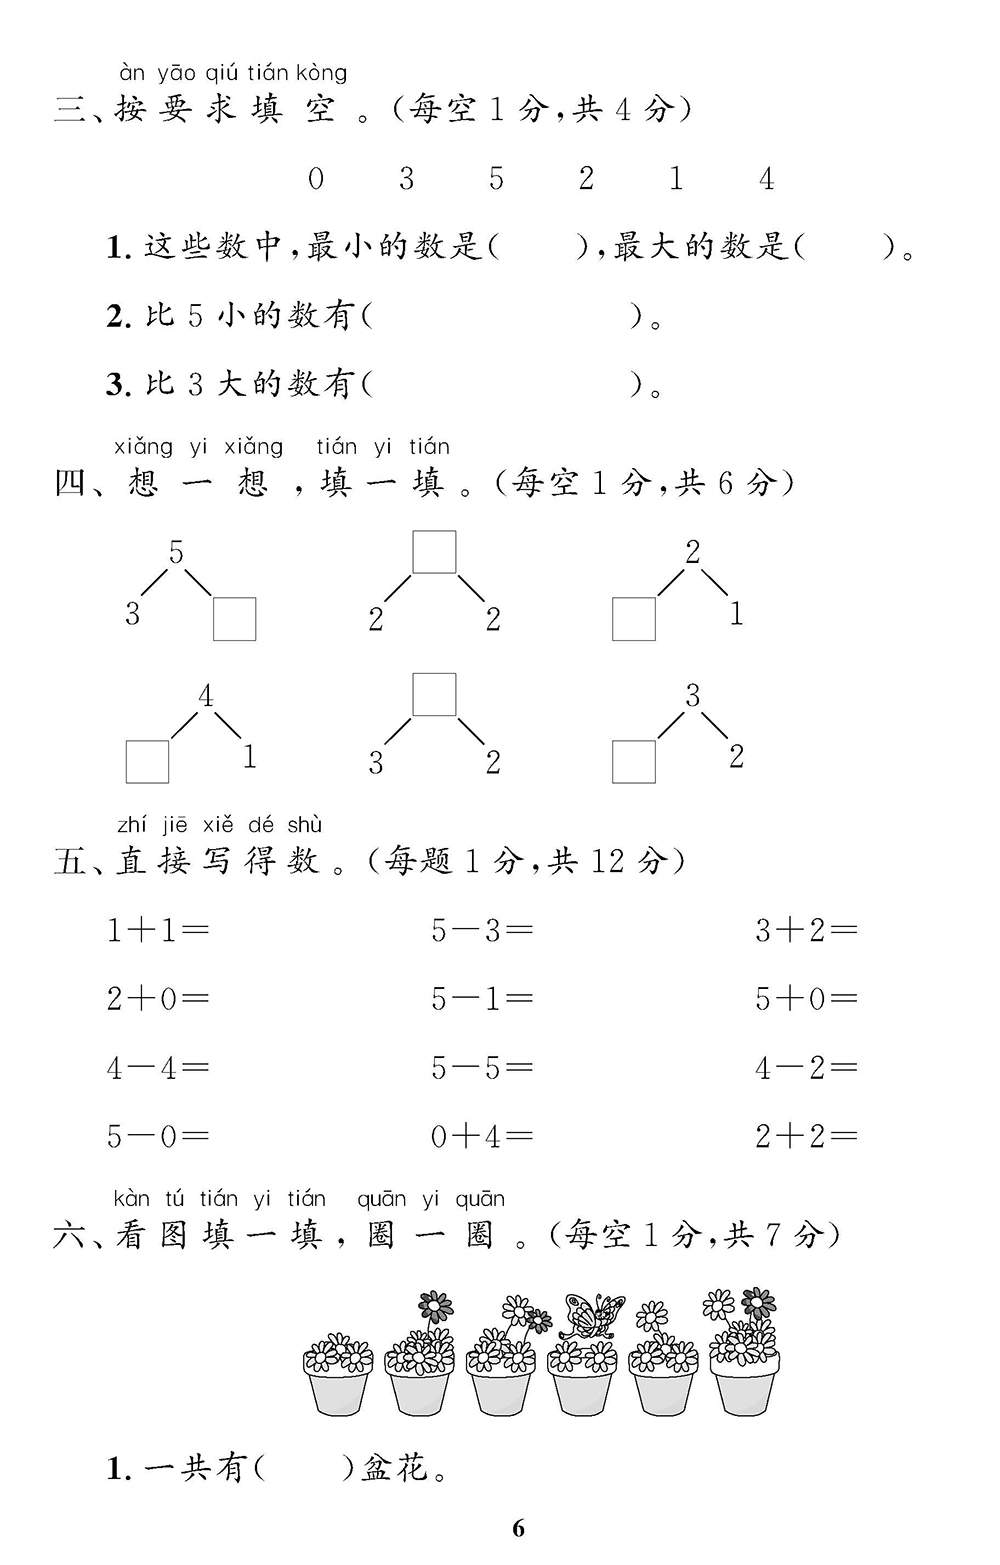 àn yāo qiú tián kòng
三、按要求填空。(每空1分,共4分)
0 3 5 2 1 4
1. 这些数中,最小的数是( ),最大的数是( )。
2. 比5小的数有( )。
3. 比3大的数有( )。
xiǎng yi xiǎng tián yi tián
四、想一想,填一填。(每空1分,共6分)
5 2
3 2 2 1
4 3
1 3 2 2
zhí jiē xiě dé shù
五、直接写得数。(每题1分,共12分)
1+1= 5-3= 3+2=
2+0= 5-1= 5+0=
4-4= 5-5= 4-2=
5-0= 0+4= 2+2=
kàn tú tián yi tián quān yi quān
六、看图填一填,圈一圈。(每空1分,共7分)
1. 一共有( )盆花。
6